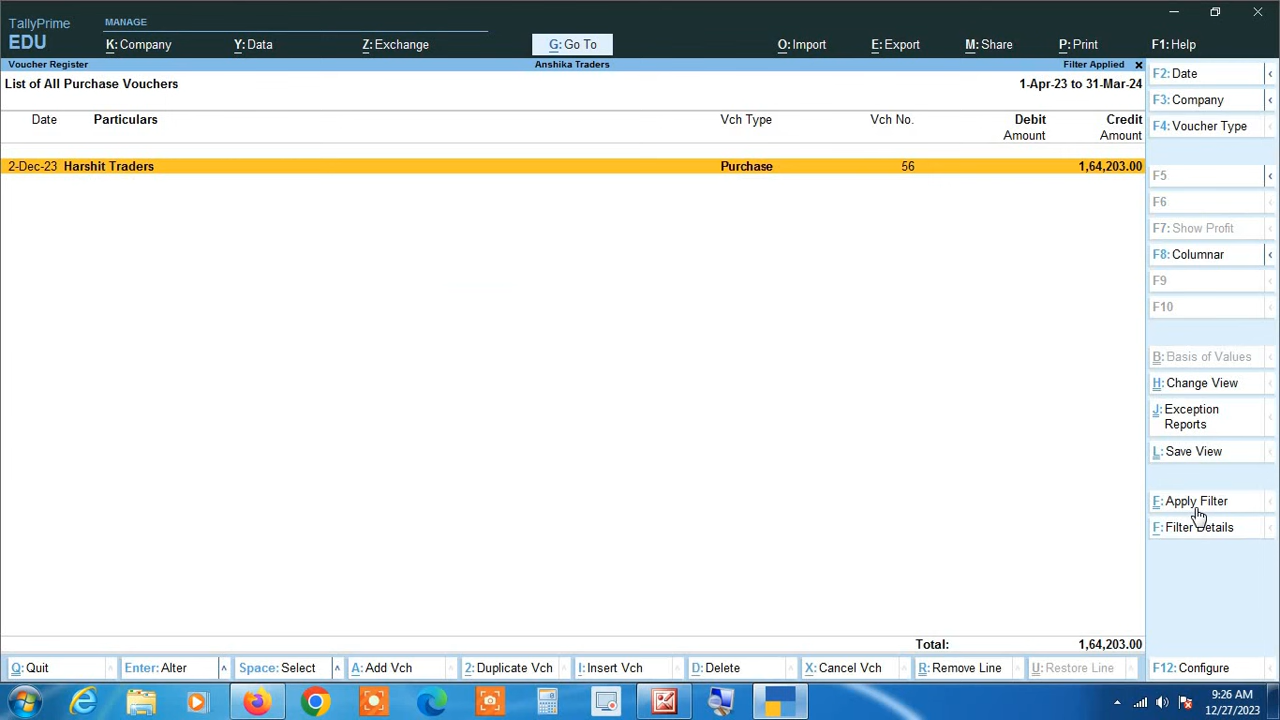 TallyPrime
EDU
MANAGE
K: Company
Y: Data
Z: Exchange
G: Go To
O: Import
E: Export
M: Share
P: Print
F1: Help
Voucher Register
Anshika Traders
Filter Applied
List of All Purchase Vouchers
1-Apr-23 to 31-Mar-24
Date Particulars Vch Type Vch No. Debit Credit
Amount Amount
2-Dec-23 Harshit Traders Purchase 56 1,64,203.00
Total: 1,64,203.00
F2: Date
F3: Company
F4: Voucher Type
F5
F6
F7: Show Profit
F8: Columnar
F9
F10
B: Basis of Values
H: Change View
J: Exception
Reports
L: Save View
F: Apply Filter
F: Filter Details
F12: Configure
Q: Quit
Enter: Alter
Space: Select
A: Add Vch
2: Duplicate Vch
I: Insert Vch
D: Delete
X: Cancel Vch
R: Remove Line
U: Restore Line
9:26 AM
12/27/2023